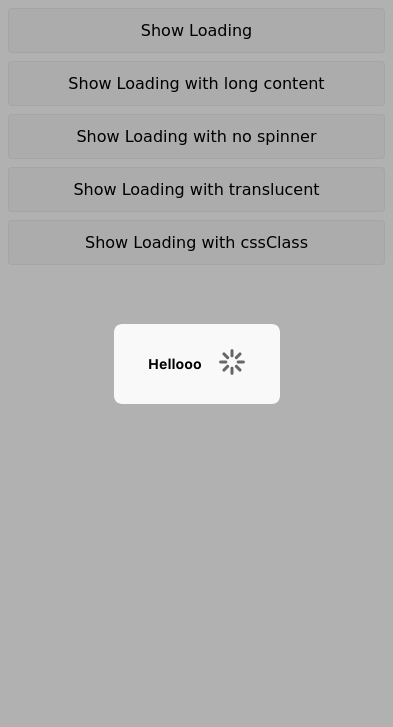 Show Loading
Show Loading with long content
Show Loading with no spinner
Show Loading with translucent
Show Loading with cssClass
Hellooo